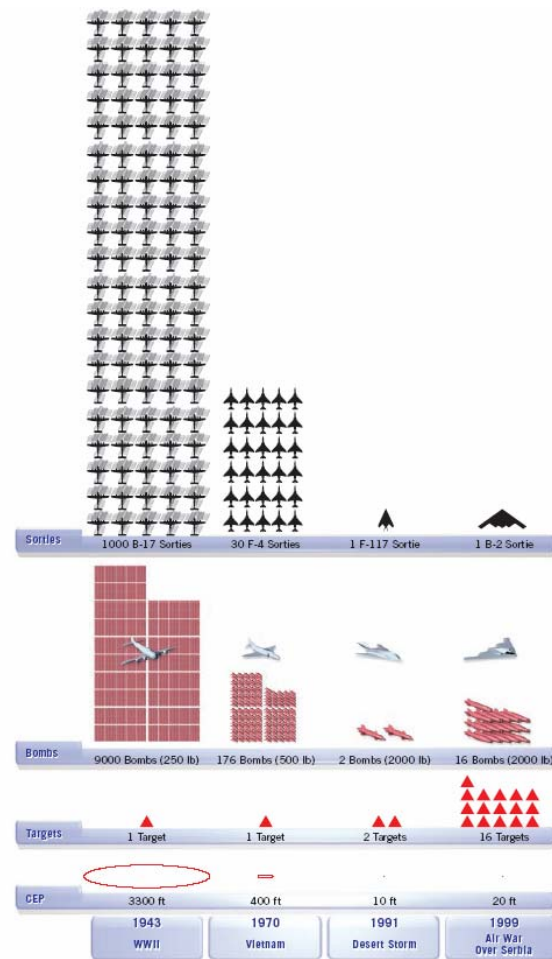 Sorties
1000 B-17 Sorties
30 F-4 Sorties
1 F-117 Sortie
1 B-2 Sortie
Bombs
9000 Bombs (250 lb)
176 Bombs (500 lb)
2 Bombs (2000 lb)
16 Bombs (2000 lb)
Targets
1 Target
1 Target
2 Targets
16 Targets
CEP
3300 ft
400 ft
10 ft
20 ft
1943
WWII
1970
Vietnam
1991
Desert Storm
1999
Air War
Over Serbia